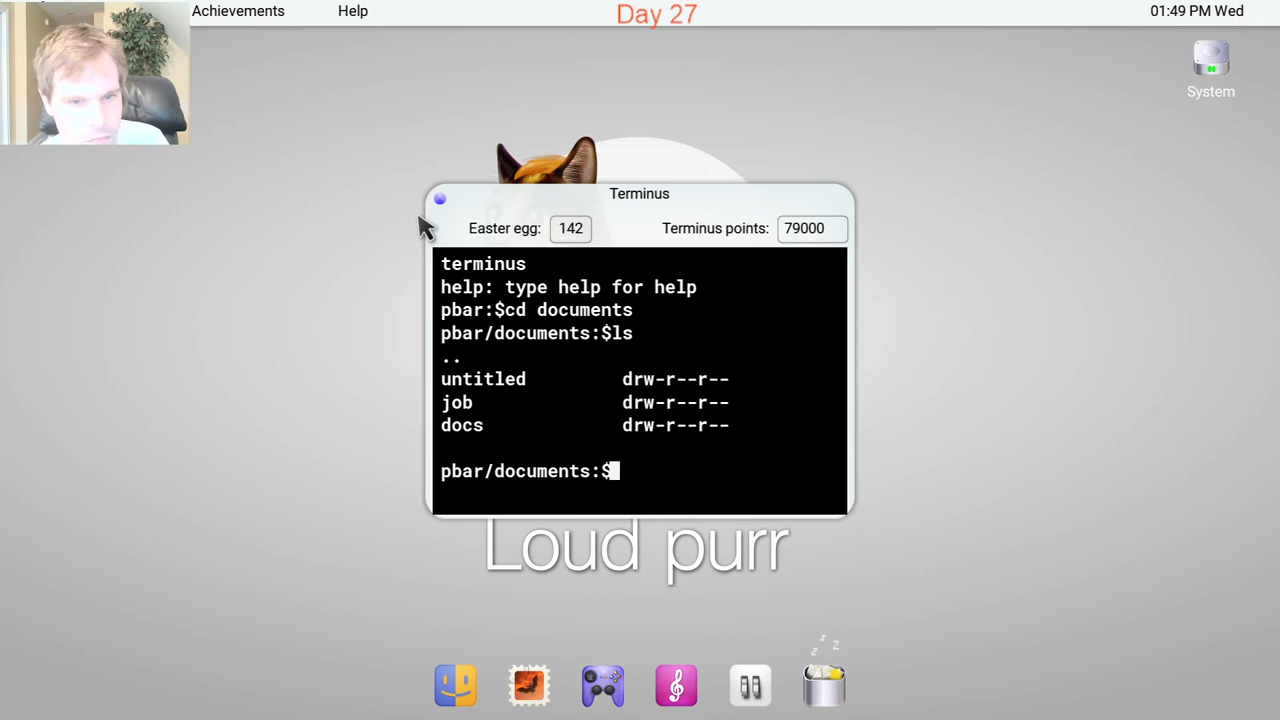 Achievements Help Day 27 01:49 PM Wed
System
Terminus
Easter egg: 142 Terminus points: 79000
terminus
help: type help for help
pbar:$cd documents
pbar/documents:$ls
..
untitled drw-r--r--
job drw-r--r--
docs drw-r--r--
pbar/documents:$
Loud purr
z z z